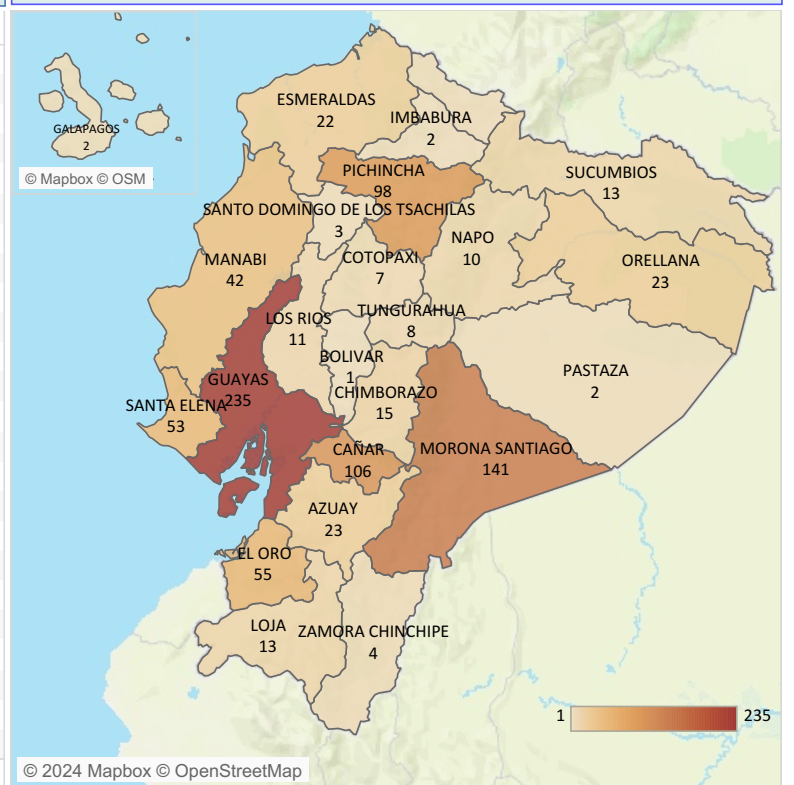 ESMERALDAS
22
IMBABURA
2
GALAPAGOS
2
© Mapbox © OSM
PICHINCHA
98
SUCUMBIOS
13
SANTO DOMINGO DE LOS TSACHILAS
3
NAPO
10
MANABI
42
COTOPAXI
7
ORELLANA
23
LOS RIOS
11
TUNGURAHUA
8
BOLIVAR
1
PASTAZA
2
GUAYAS
235
CHIMBORAZO
15
SANTA ELENA
53
CAÑAR
106
MORONA SANTIAGO
141
AZUAY
23
EL ORO
55
LOJA
13
ZAMORA CHINCHIPE
4
1 235
© 2024 Mapbox © OpenStreetMap